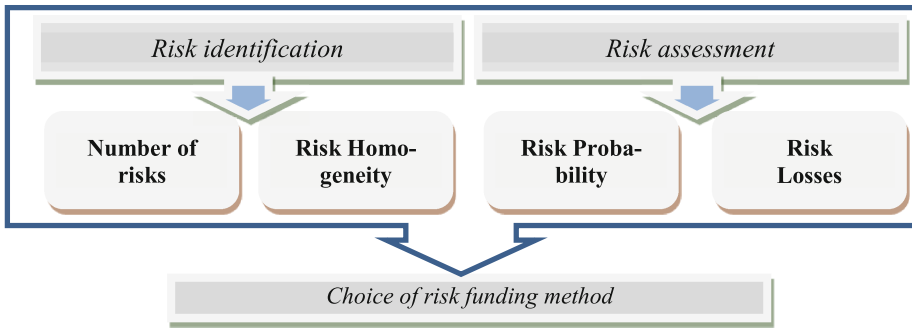 Risk identification
Risk assessment
Number of
risks
Risk Homo-
geneity
Risk Proba-
bility
Risk
Losses
Choice of risk funding method